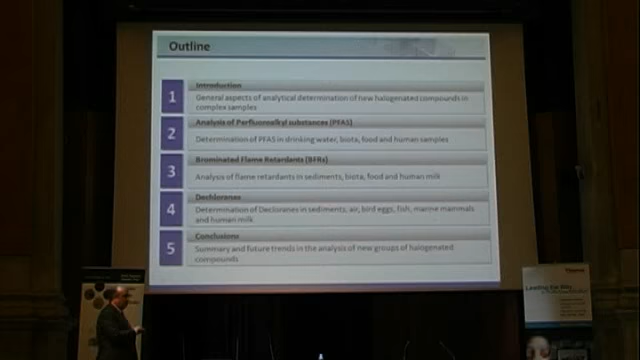 Outline
1
Introduction
General aspects of analytical determination of new halogenated compounds in
complex samples
2
Analysis of Perfluoroalkyl substances (PFAS)
Determination of PFAS in drinking water, biota, food and human samples
3
Brominated Flame Retardants (BFRs)
Analysis of flame retardants in sediments, biota, food and human milk
4
Dechloranes
Determination of Decloranes in sediments, air, bird eggs, fish, marine mammals
and human milk
5
Conclusions
Summary and future trends in the analysis of new groups of halogenated
compounds
Leading the Way